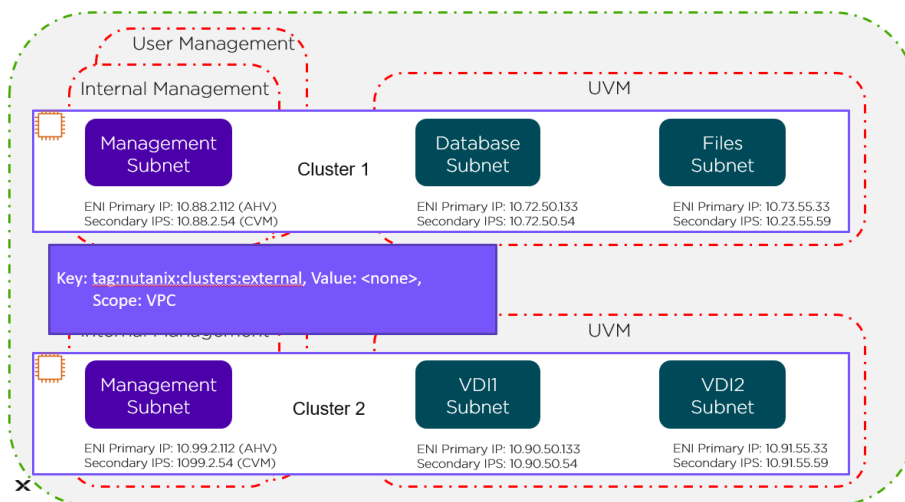 User Management
Internal Management
UVM
Management
Subnet
Cluster 1
Database
Subnet
Files
Subnet
ENI Primary IP: 10.88.2.112 (AHV)
Secondary IPS: 10.88.2.54 (CVM)
ENI Primary IP: 10.72.50.133
Secondary IPS: 10.72.50.54
ENI Primary IP: 10.73.55.33
Secondary IPS: 10.23.55.59
Key: tag:nutanix:clusters:external, Value: <none>,
Scope: VPC
Internal Management
UVM
Management
Subnet
Cluster 2
VDI1
Subnet
VDI2
Subnet
ENI Primary IP: 10.99.2.112 (AHV)
Secondary IPS: 1099.2.54 (CVM)
ENI Primary IP: 10.90.50.133
Secondary IPS: 10.90.50.54
ENI Primary IP: 10.91.55.33
Secondary IPS: 10.91.55.59